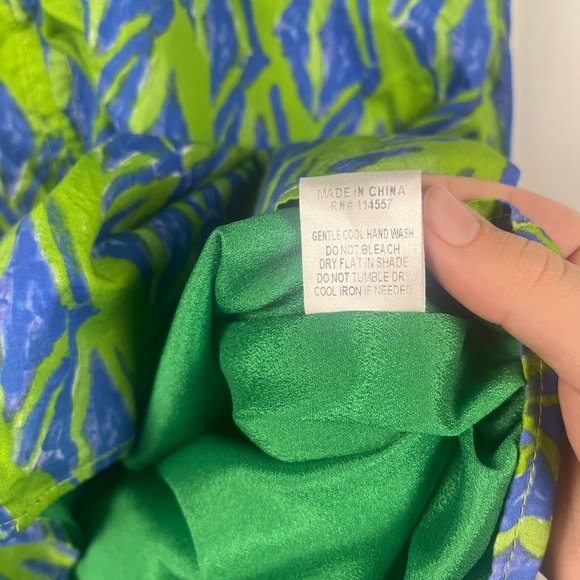 MADE IN CHINA
RN# 114557
GENTLE COOL HAND WASH
DO NOT BLEACH
DRY FLAT IN SHADE
DO NOT TUMBLE DRY
COOL IRON IF NEEDED